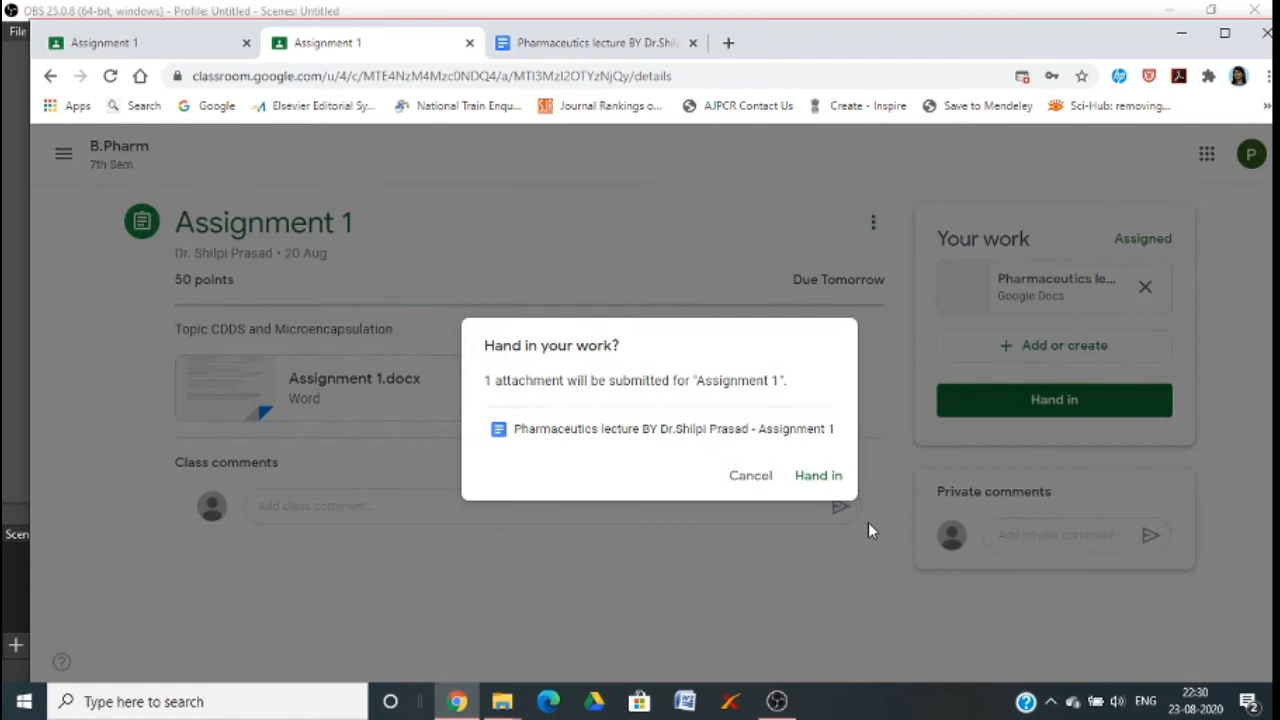 OBS 25.0.8 (64-bit, windows) - Profile: Untitled - Scenes: Untitled
File
Assignment 1
Assignment 1
Pharmaceutics lecture BY Dr.Shilp
classroom.google.com/u/4/c/MTE4NzM4Mzc0NDQ4/a/MTI3MzI2OTYzNjQy/details
Apps
Search
Google
Elsevier Editorial Sy...
National Train Enqu...
Journal Rankings o...
AJPCR Contact Us
Create - Inspire
Save to Mendeley
Sci-Hub: removing...
B.Pharm
7th Sem
P
Assignment 1
Dr. Shilpi Prasad • 20 Aug
50 points
Due Tomorrow
Topic CDDS and Microencapsulation
Assignment 1.docx
Word
Class comments
Add class comment...
Your work
Assigned
Pharmaceutics le...
Google Docs
+ Add or create
Hand in
Private comments
Add private comment
Hand in your work?
1 attachment will be submitted for "Assignment 1".
Pharmaceutics lecture BY Dr.Shilpi Prasad - Assignment 1
Cancel
Hand in
Scen
Type here to search
ENG
22:30
23-08-2020
2